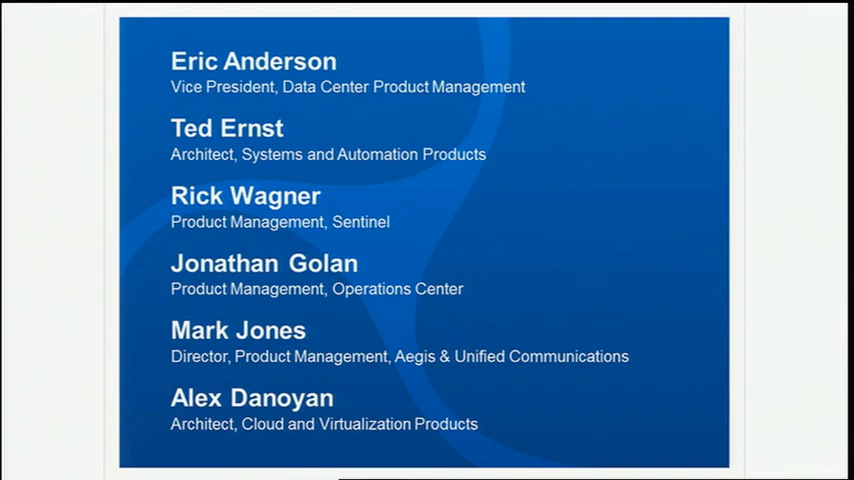 Eric Anderson
Vice President, Data Center Product Management
Ted Ernst
Architect, Systems and Automation Products
Rick Wagner
Product Management, Sentinel
Jonathan Golan
Product Management, Operations Center
Mark Jones
Director, Product Management, Aegis & Unified Communications
Alex Danoyan
Architect, Cloud and Virtualization Products